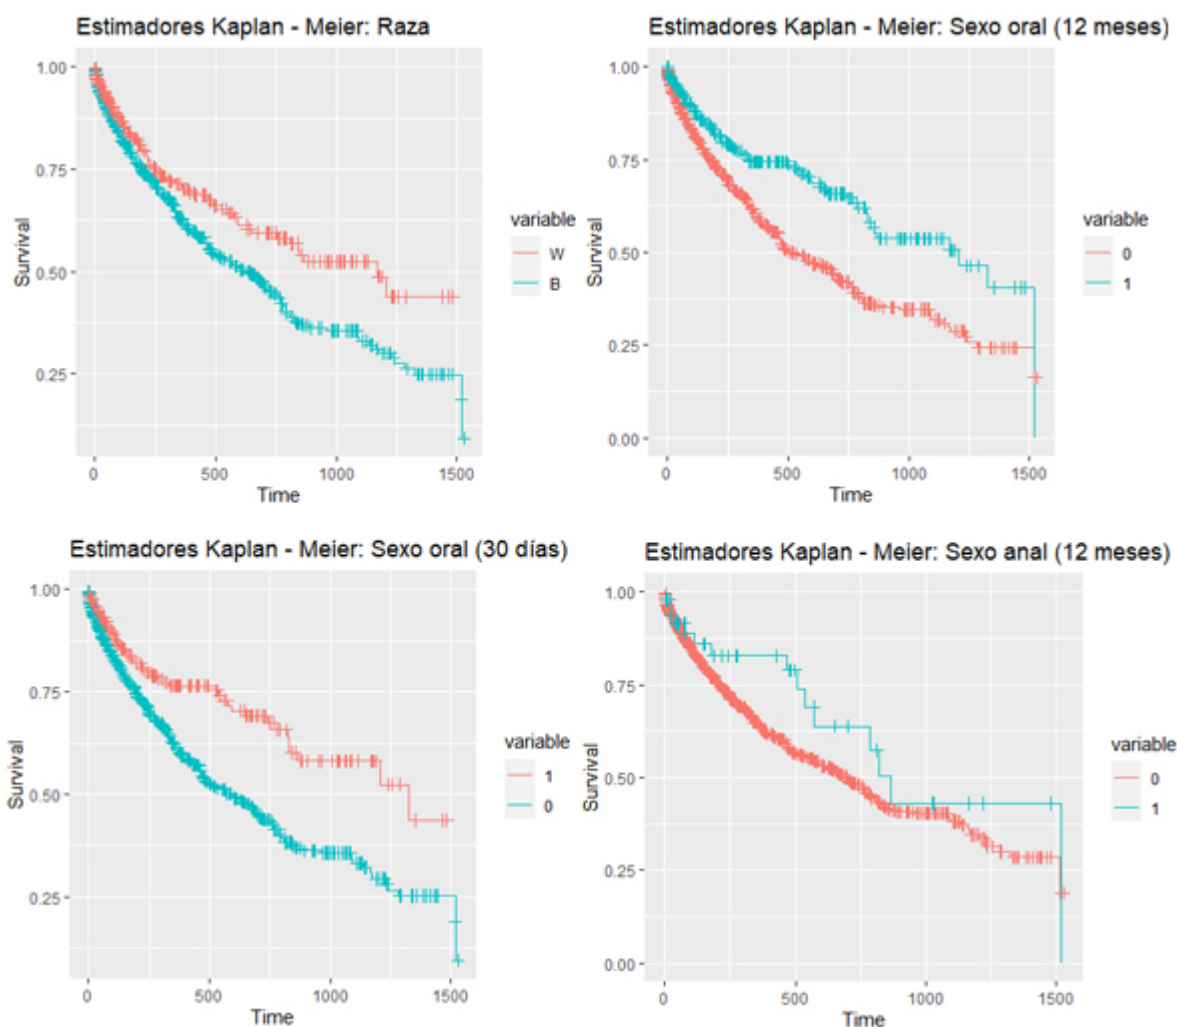 Estimadores Kaplan - Meier: Raza
1.00
0.75
0.50
0.25
Survival
0
500
1000
1500
Time
variable
W
B
Estimadores Kaplan - Meier: Sexo oral (12 meses)
1.00
0.75
0.50
0.25
0.00
Survival
0
500
1000
1500
Time
variable
0
1
Estimadores Kaplan - Meier: Sexo oral (30 días)
1.00
0.75
0.50
0.25
Survival
0
500
1000
1500
Time
variable
1
0
Estimadores Kaplan - Meier: Sexo anal (12 meses)
1.00
0.75
0.50
0.25
0.00
Survival
0
500
1000
1500
Time
variable
0
1